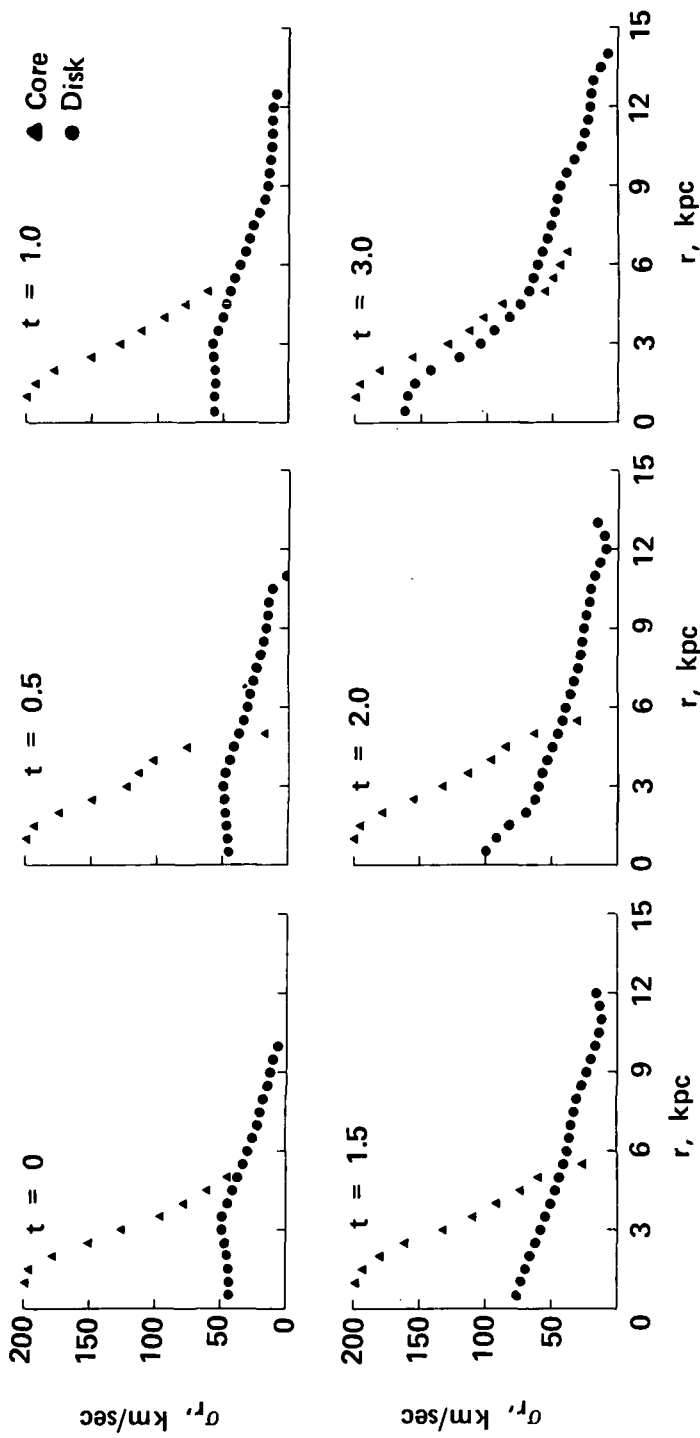 t = 0
t = 0.5
t = 1.0
▲ Core
● Disk
200
150
100
50
0
σr, km/sec
t = 1.5
t = 2.0
t = 3.0
200
150
100
50
0
σr, km/sec
0 3 6 9 12 15
r, kpc
0 3 6 9 12 15
r, kpc
0 3 6 9 12 15
r, kpc